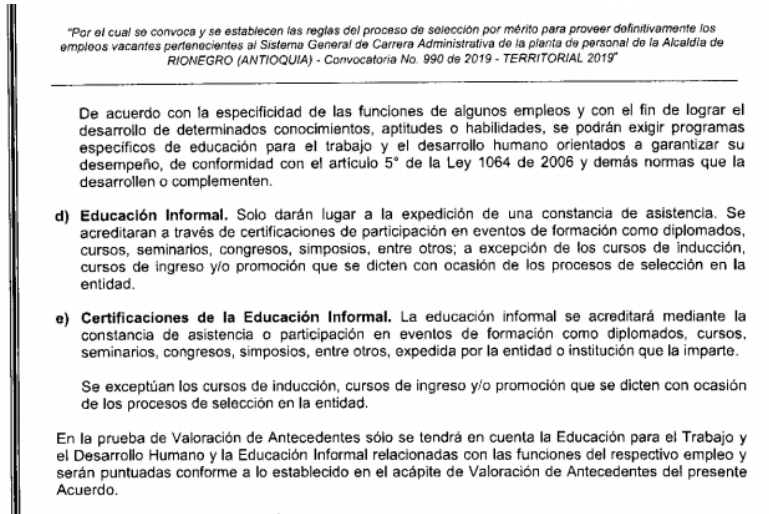 "Por el cual se convoca y se establecen las reglas del proceso de selección por mérito para proveer definitivamente los
empleos vacantes pertenecientes al Sistema General de Carrera Administrativa de la planta de personal de la Alcaldía de
RIONEGRO (ANTIOQUIA) - Convocatoria No. 990 de 2019 - TERRITORIAL 2019"
De acuerdo con la especificidad de las funciones de algunos empleos y con el fin de lograr el
desarrollo de determinados conocimientos, aptitudes o habilidades, se podrán exigir programas
específicos de educación para el trabajo y el desarrollo humano orientados a garantizar su
desempeño, de conformidad con el artículo 5° de la Ley 1064 de 2006 y demás normas que la
desarrollen o complementen.
d) Educación Informal. Solo darán lugar a la expedición de una constancia de asistencia. Se
acreditaran a través de certificaciones de participación en eventos de formación como diplomados,
cursos, seminarios, congresos, simposios, entre otros; a excepción de los cursos de inducción,
cursos de ingreso y/o promoción que se dicten con ocasión de los procesos de selección en la
entidad.
e) Certificaciones de la Educación Informal. La educación informal se acreditará mediante la
constancia de asistencia o participación en eventos de formación como diplomados, cursos,
seminarios, congresos, simposios, entre otros, expedida por la entidad o institución que la imparte.
Se exceptúan los cursos de inducción, cursos de ingreso y/o promoción que se dicten con ocasión
de los procesos de selección en la entidad.
En la prueba de Valoración de Antecedentes sólo se tendrá en cuenta la Educación para el Trabajo y
el Desarrollo Humano y la Educación Informal relacionadas con las funciones del respectivo empleo y
serán puntuadas conforme a lo establecido en el acápite de Valoración de Antecedentes del presente
Acuerdo.